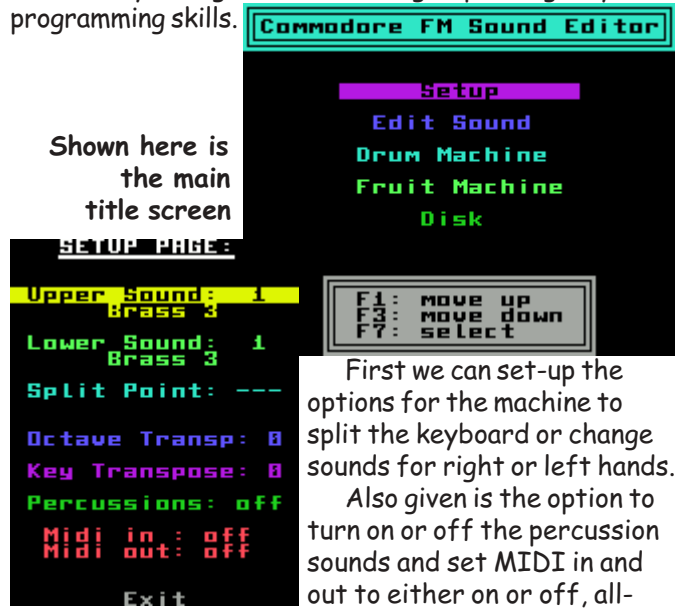 programming skills.
Commodore FM Sound Editor
Setup
Edit Sound
Drum Machine
Fruit Machine
Disk
F1: move up
F3: move down
F7: select
Shown here is
the main
title screen
SETUP PAGE:
Upper Sound: 1
Brass 3
Lower Sound: 1
Brass 3
Split Point: ---
Octave Transp: 0
Key Transpose: 0
Percussions: off
Midi in : off
Midi out: off
Exit
First we can set-up the
options for the machine to
split the keyboard or change
sounds for right or left hands.
Also given is the option to
turn on or off the percussion
sounds and set MIDI in and
out to either on or off, all-